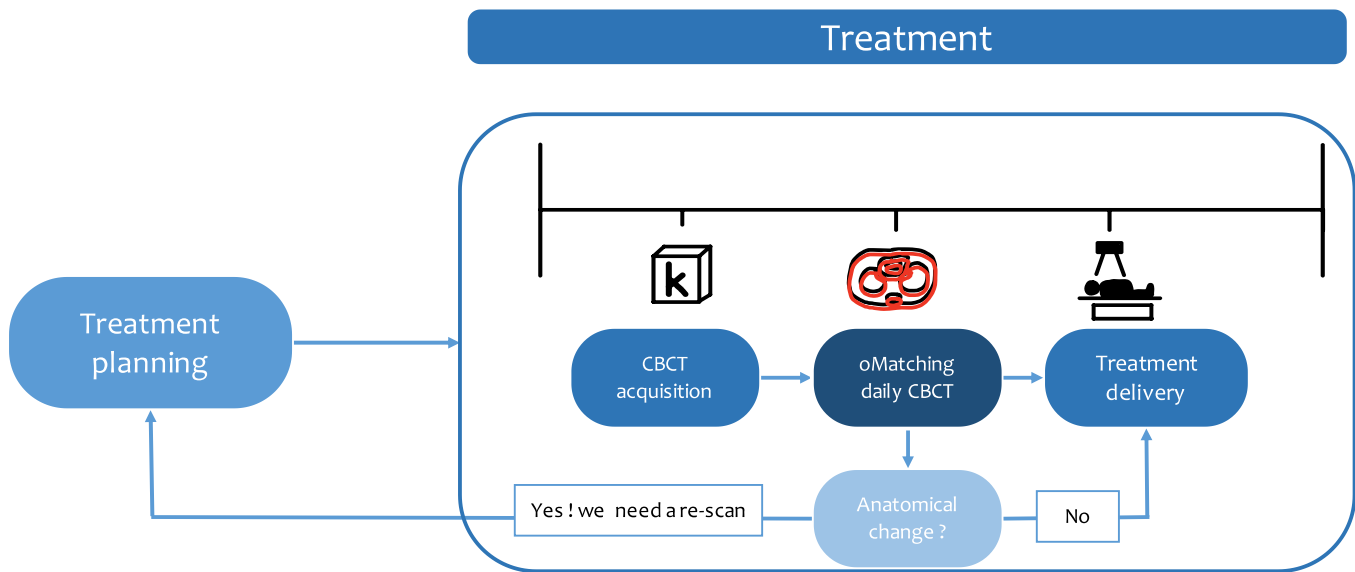 Treatment
k
Treatment
planning
CBCT
acquisition
oMatching
daily CBCT
Treatment
delivery
Anatomical
change ?
Yes ! we need a re-scan
No